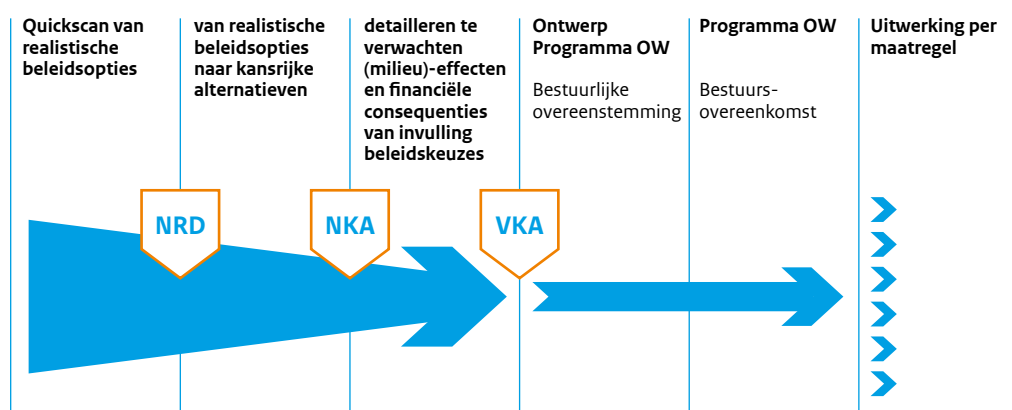 Quickscan van
realistische
beleidsopties
van realistische
beleidsopties
naar kansrijke
alternatieven
detailleren te
verwachten
(milieu)-effecten
en financiële
consequenties
van invulling
beleidskeuzes
Ontwerp
Programma OW
Bestuurlijke
overeenstemming
Programma OW
Bestuurs-
overeenkomst
Uitwerking per
maatregel
NRD
NKA
VKA